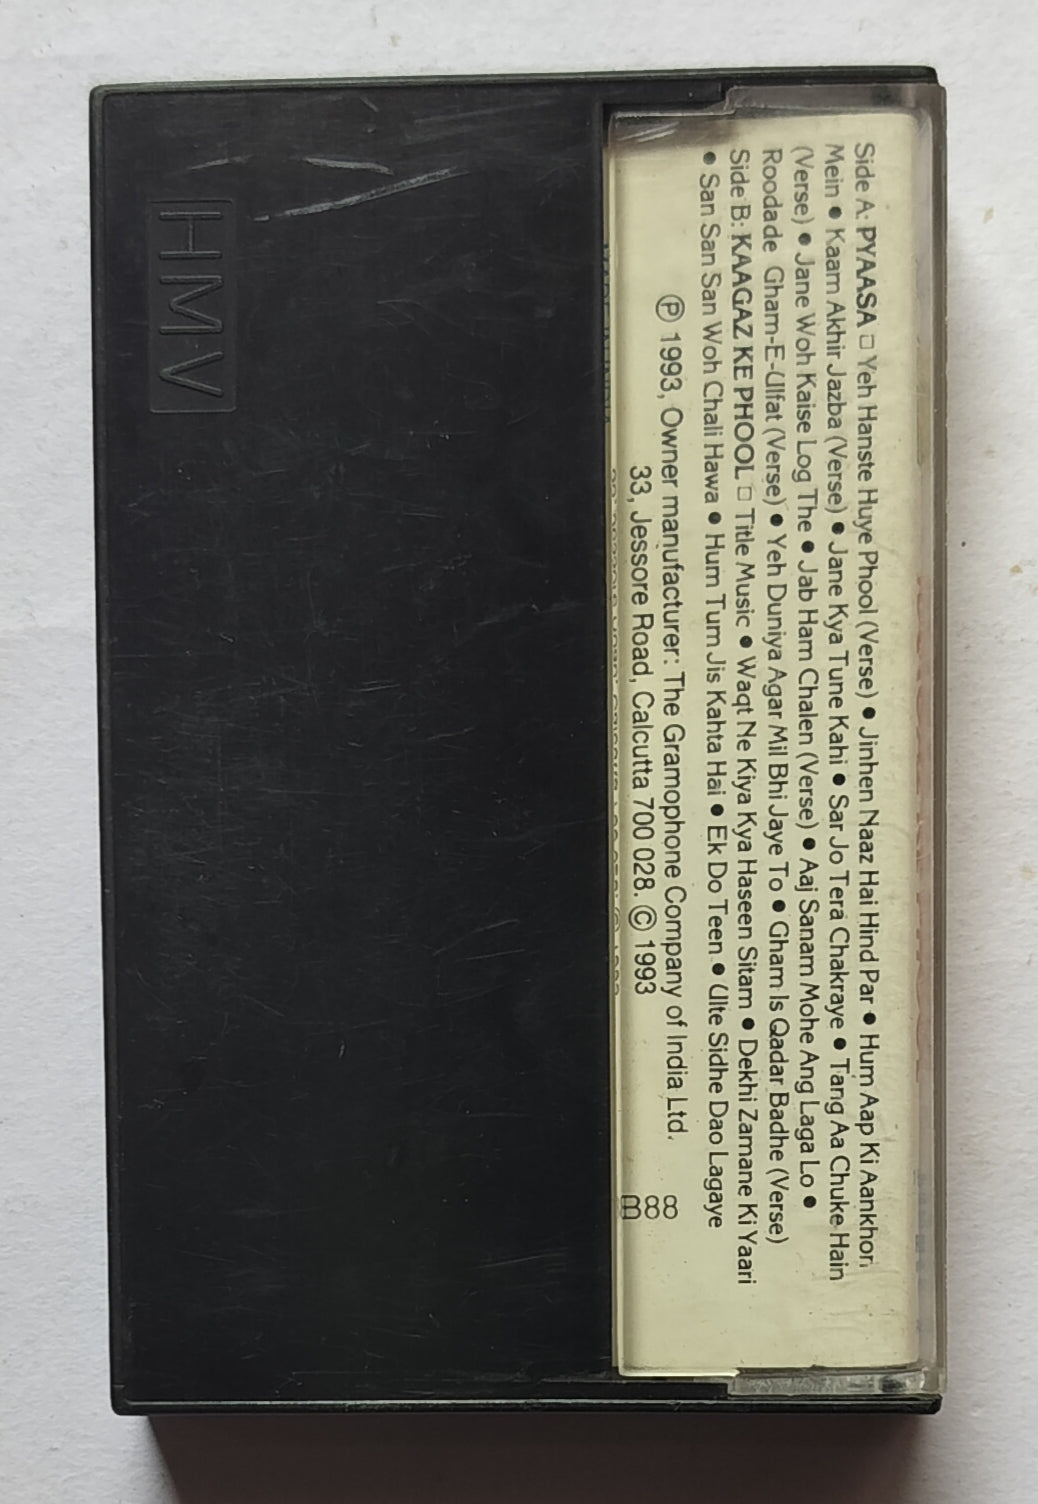 Side A: PYAASA □ Yeh Hanste Huye Phool (Verse) ● Jinhen Naaz Hai Hind Par ● Hum Aap Ki Aankhon
Mein ● Kaam Akhir Jazba (Verse) ● Jane Kya Tune Kahi ● Sar Jo Tera Chakraye ● Tang Aa Chuke Hain
(Verse) ● Jane Woh Kaise Log The ● Jab Ham Chalen (Verse) ● Aaj Sanam Mohe Ang Laga Lo ●
Roodade Gham-E-Ulfat (Verse) ● Yeh Duniya Agar Mil Bhi Jaye To ● Gham Is Qadar Badhe (Verse)
Side B: KAAGAZ KE PHOOL □ Title Music ● Waqt Ne Kiya Kya Haseen Sitam ● Dekhi Zamane Ki Yaari
● San San San Woh Chali Hawa ● Hum Tum Jis Kahta Hai ● Ek Do Teen ● Ulte Sidhe Dao Lagaye
Ⓟ 1993, Owner manufacturer: The Gramophone Company of India Ltd.
33, Jessore Road, Calcutta 700 028. © 1993
HMV